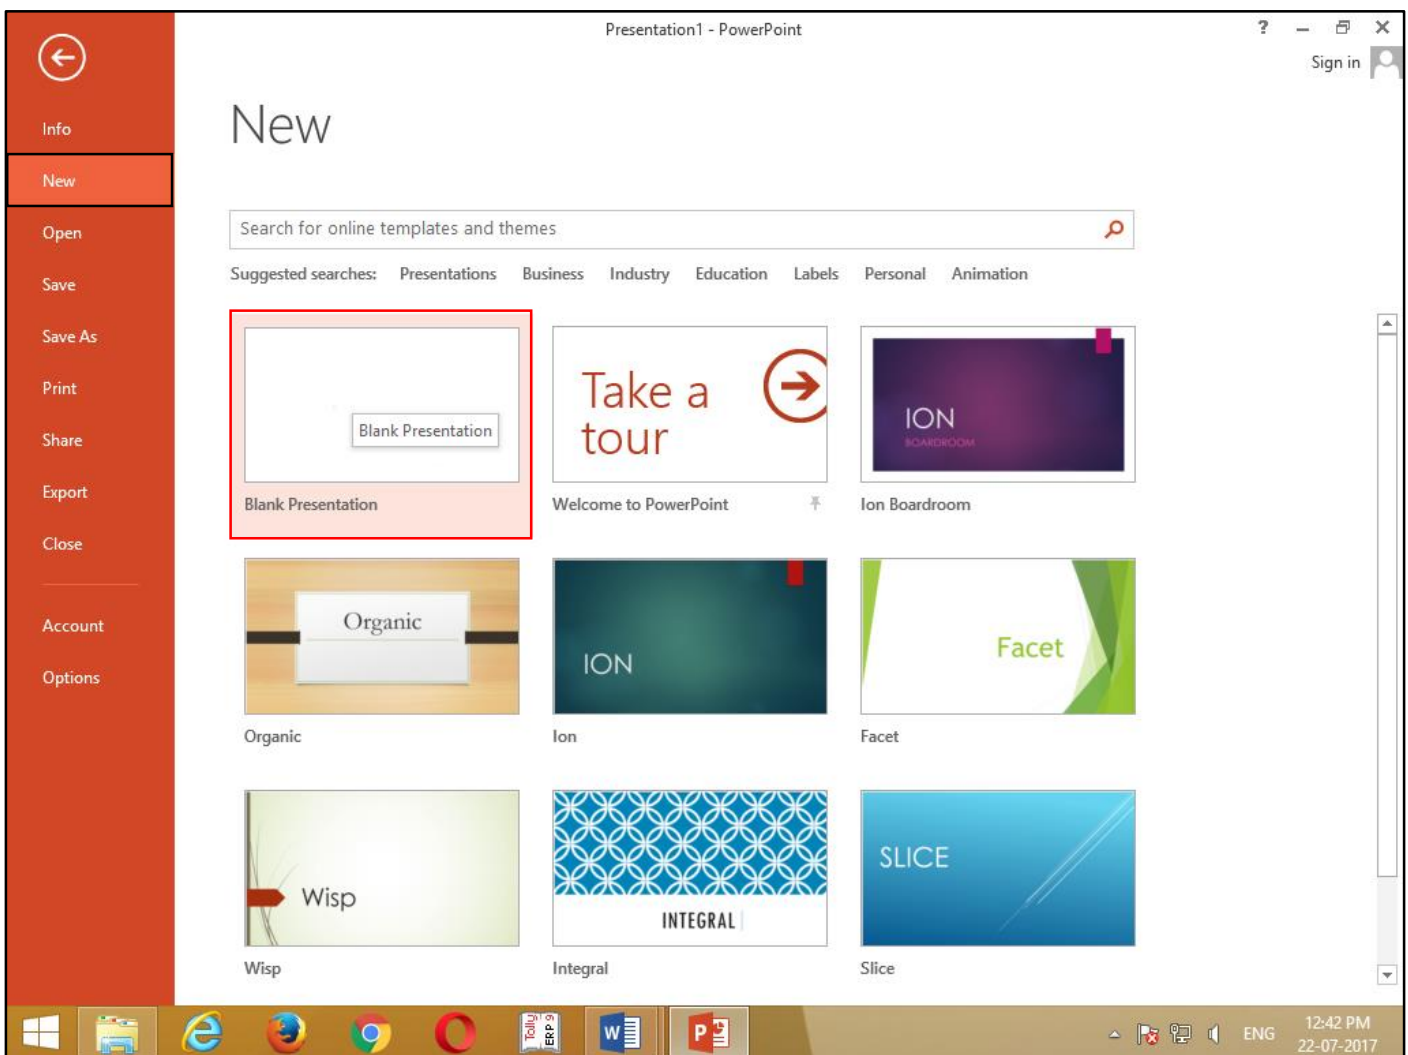 Presentation1 - PowerPoint
?
Sign in
Info
New
Open
Save
Save As
Print
Share
Export
Close
Account
Options
New
Search for online templates and themes
Suggested searches: Presentations Business Industry Education Labels Personal Animation
Blank Presentation
Blank Presentation
Take a
tour
Welcome to PowerPoint
ION
BOARDROOM
Ion Boardroom
Organic
Organic
ION
Ion
Facet
Facet
Wisp
Wisp
INTEGRAL
Integral
SLICE
Slice
Tally
ERP 9
W
P
ENG
12:42 PM
22-07-2017